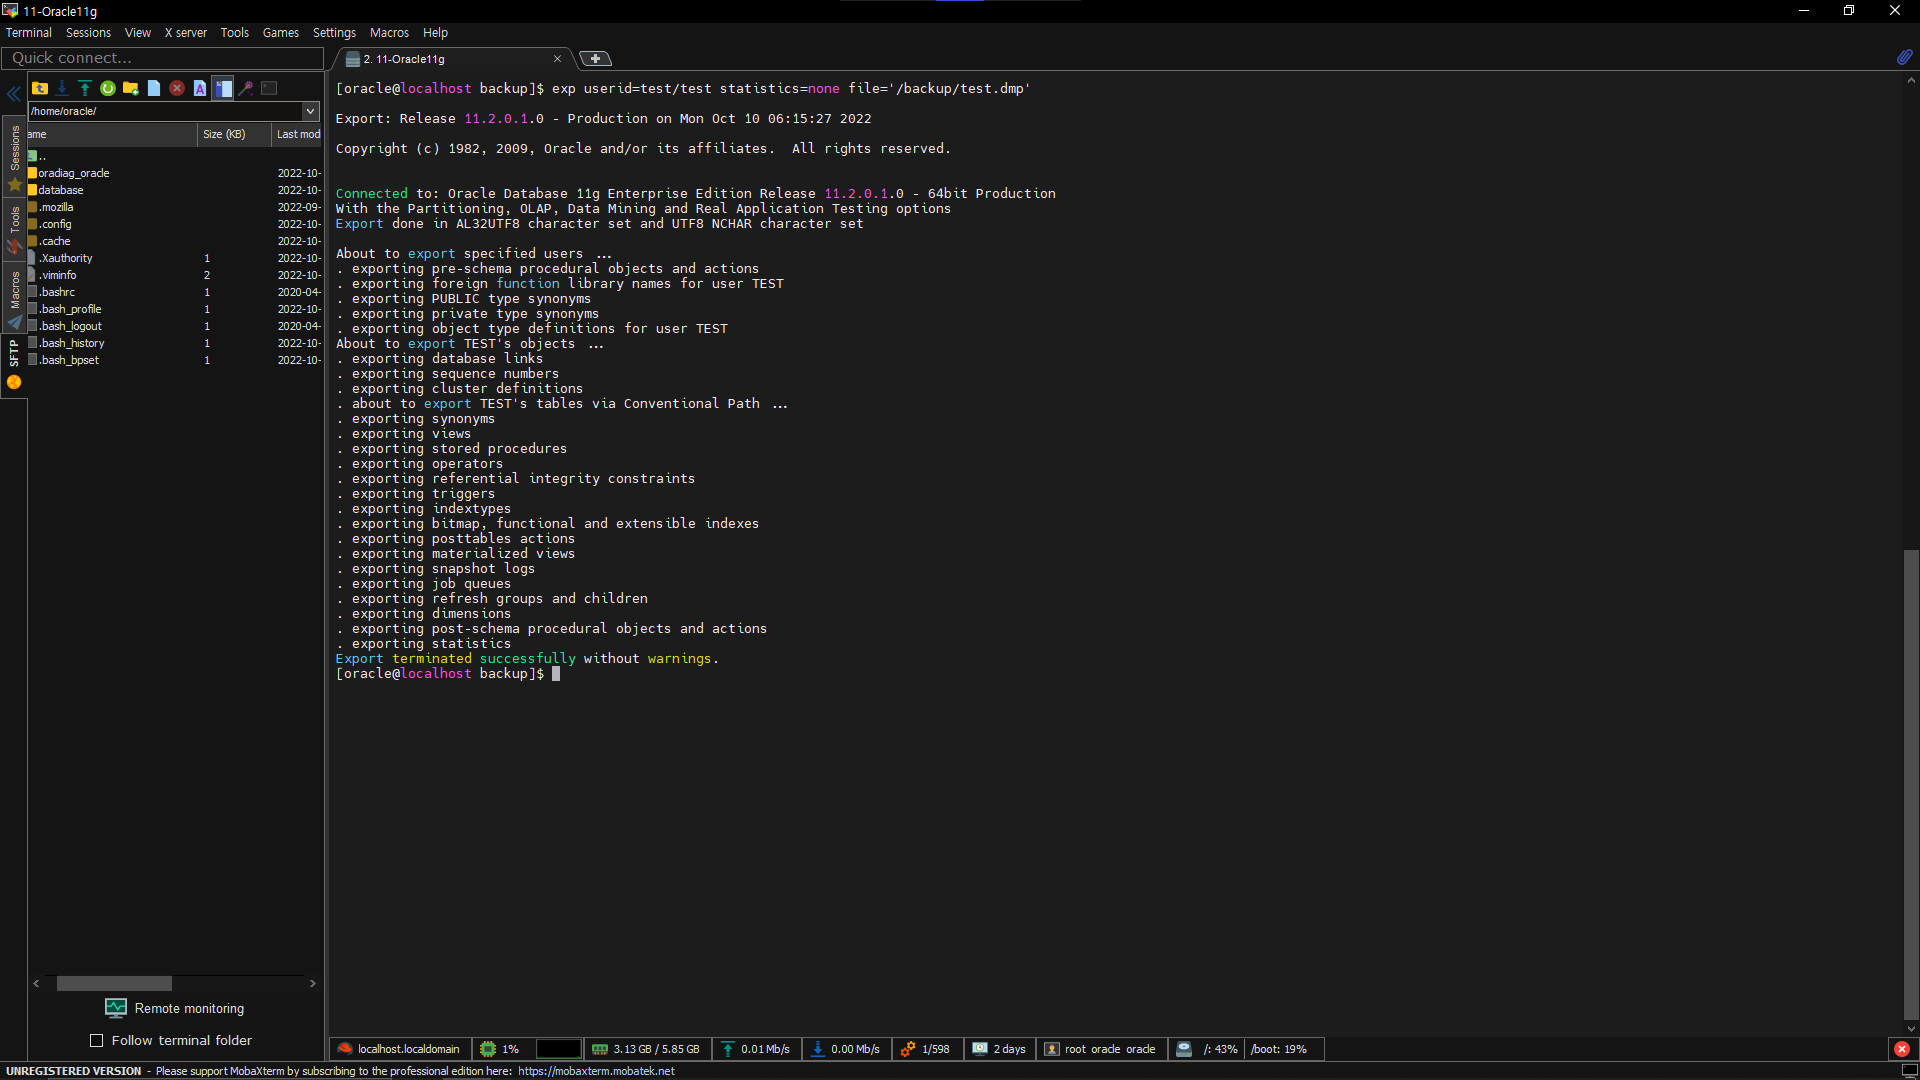 11-Oracle11g
Terminal Sessions View X server Tools Games Settings Macros Help
Quick connect...
2. 11-Oracle11g
/home/oracle/
ame Size (KB) Last mod
..
oradiag_oracle 2022-10-
database 2022-10-
.mozilla 2022-09-
.config 2022-10-
.cache 2022-10-
.Xauthority 1 2022-10-
.viminfo 2 2022-10-
.bashrc 1 2020-04-
.bash_profile 1 2022-10-
.bash_logout 1 2020-04-
.bash_history 1 2022-10-
.bash_bpset 1 2022-10-
Sessions
Tools
Macros
SFTP
Remote monitoring
Follow terminal folder
[oracle@localhost backup]$ exp userid=test/test statistics=none file='/backup/test.dmp'
Export: Release 11.2.0.1.0 - Production on Mon Oct 10 06:15:27 2022
Copyright (c) 1982, 2009, Oracle and/or its affiliates.  All rights reserved.
Connected to: Oracle Database 11g Enterprise Edition Release 11.2.0.1.0 - 64bit Production
With the Partitioning, OLAP, Data Mining and Real Application Testing options
Export done in AL32UTF8 character set and UTF8 NCHAR character set
About to export specified users ...
. exporting pre-schema procedural objects and actions
. exporting foreign function library names for user TEST
. exporting PUBLIC type synonyms
. exporting private type synonyms
. exporting object type definitions for user TEST
About to export TEST's objects ...
. exporting database links
. exporting sequence numbers
. exporting cluster definitions
. about to export TEST's tables via Conventional Path ...
. exporting synonyms
. exporting views
. exporting stored procedures
. exporting operators
. exporting referential integrity constraints
. exporting triggers
. exporting indextypes
. exporting bitmap, functional and extensible indexes
. exporting posttables actions
. exporting materialized views
. exporting snapshot logs
. exporting job queues
. exporting refresh groups and children
. exporting dimensions
. exporting post-schema procedural objects and actions
. exporting statistics
Export terminated successfully without warnings.
[oracle@localhost backup]$
localhost.localdomain 1% 3.13 GB / 5.85 GB 0.01 Mb/s 0.00 Mb/s 1/598 2 days root oracle oracle /: 43% /boot: 19%
UNREGISTERED VERSION - Please support MobaXterm by subscribing to the professional edition here: https://mobaxterm.mobatek.net